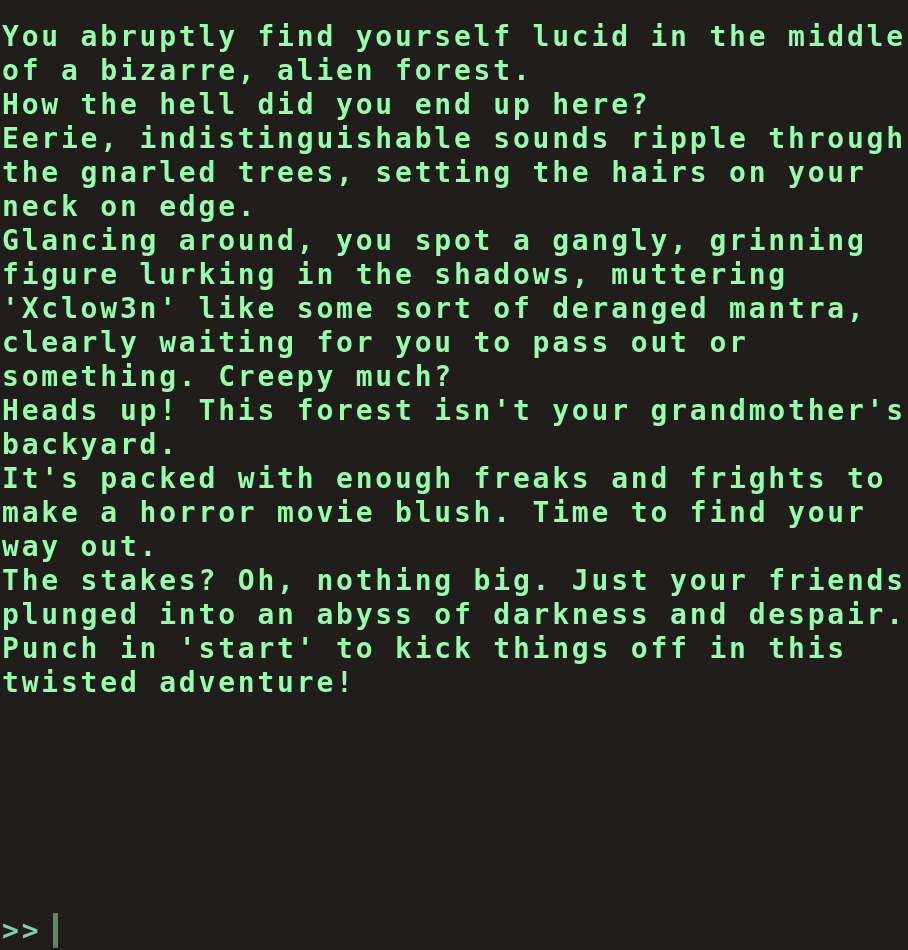 You abruptly find yourself lucid in the middle
of a bizarre, alien forest.
How the hell did you end up here?
Eerie, indistinguishable sounds ripple through
the gnarled trees, setting the hairs on your
neck on edge.
Glancing around, you spot a gangly, grinning
figure lurking in the shadows, muttering
'Xclow3n' like some sort of deranged mantra,
clearly waiting for you to pass out or
something. Creepy much?
Heads up! This forest isn't your grandmother's
backyard.
It's packed with enough freaks and frights to
make a horror movie blush. Time to find your
way out.
The stakes? Oh, nothing big. Just your friends
plunged into an abyss of darkness and despair.
Punch in 'start' to kick things off in this
twisted adventure!
>>